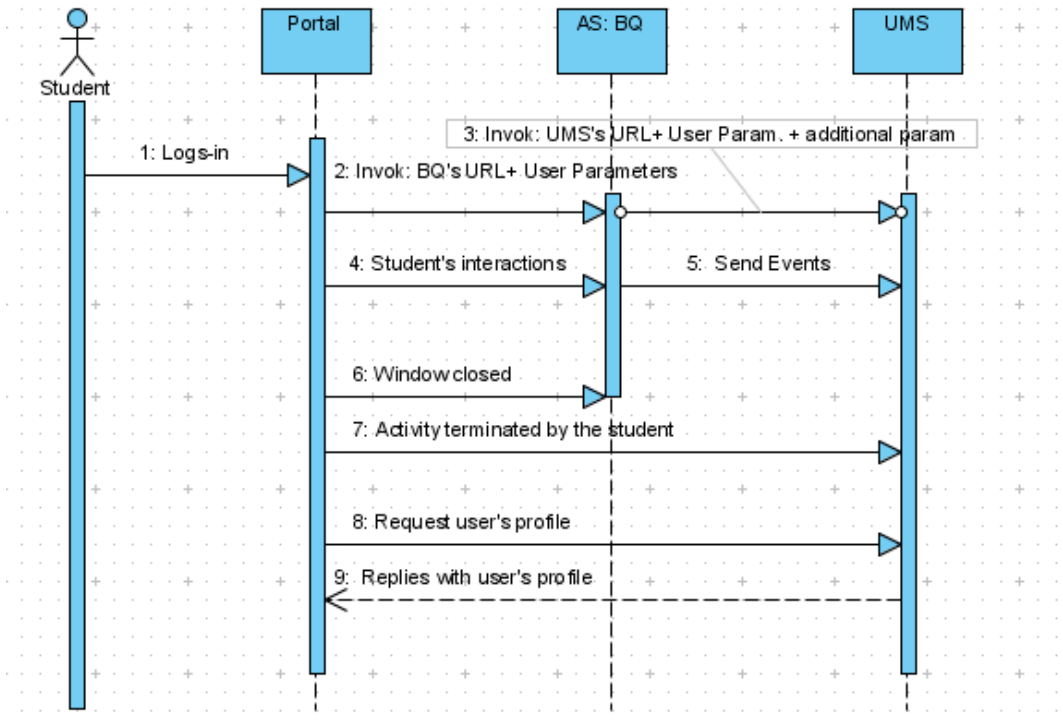 Portal
AS: BQ
UMS
Student
3: Invok: UMS's URL+ User Param. + additional param
1: Logs-in
2: Invok: BQ's URL+ User Parameters
4: Student's interactions
5: Send Events
6: Window closed
7: Activity terminated by the student
8: Request user's profile
9: Replies with user's profile